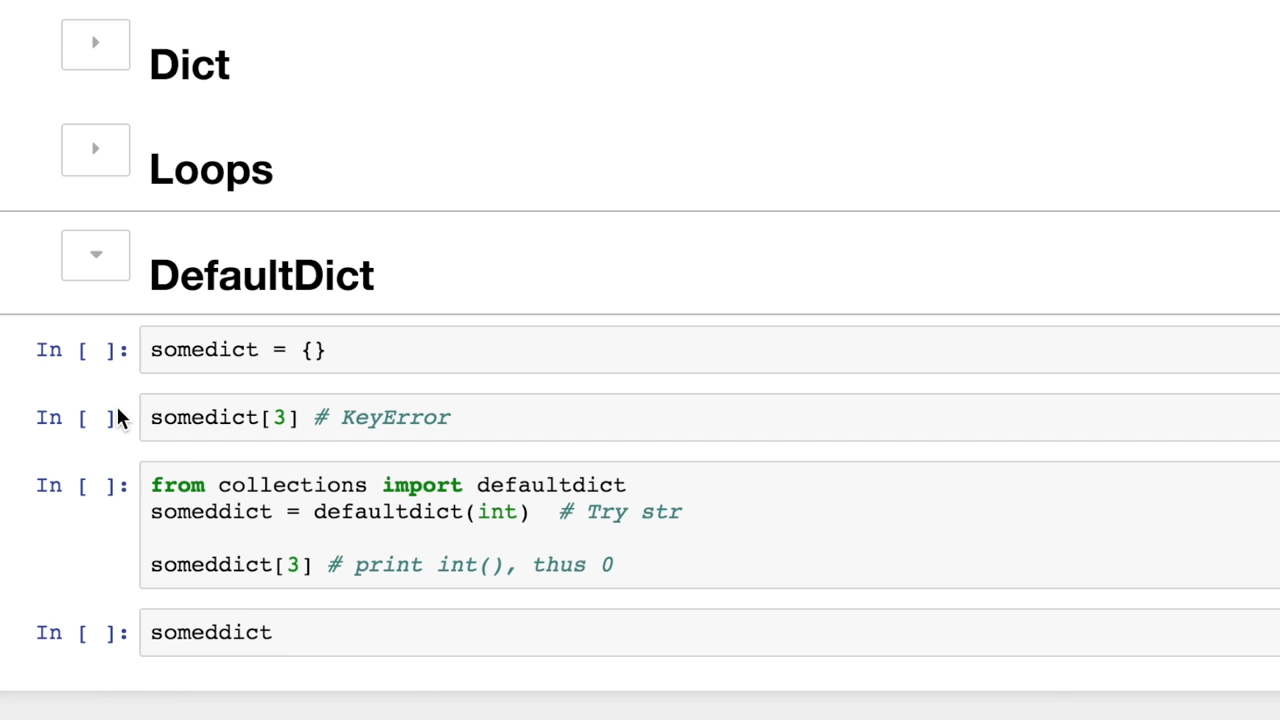 Dict
Loops
DefaultDict
In [ ]: somedict = {}
In [ ] somedict[3] # KeyError
In [ ]: from collections import defaultdict
someddict = defaultdict(int)  # Try str
someddict[3] # print int(), thus 0
In [ ]: someddict